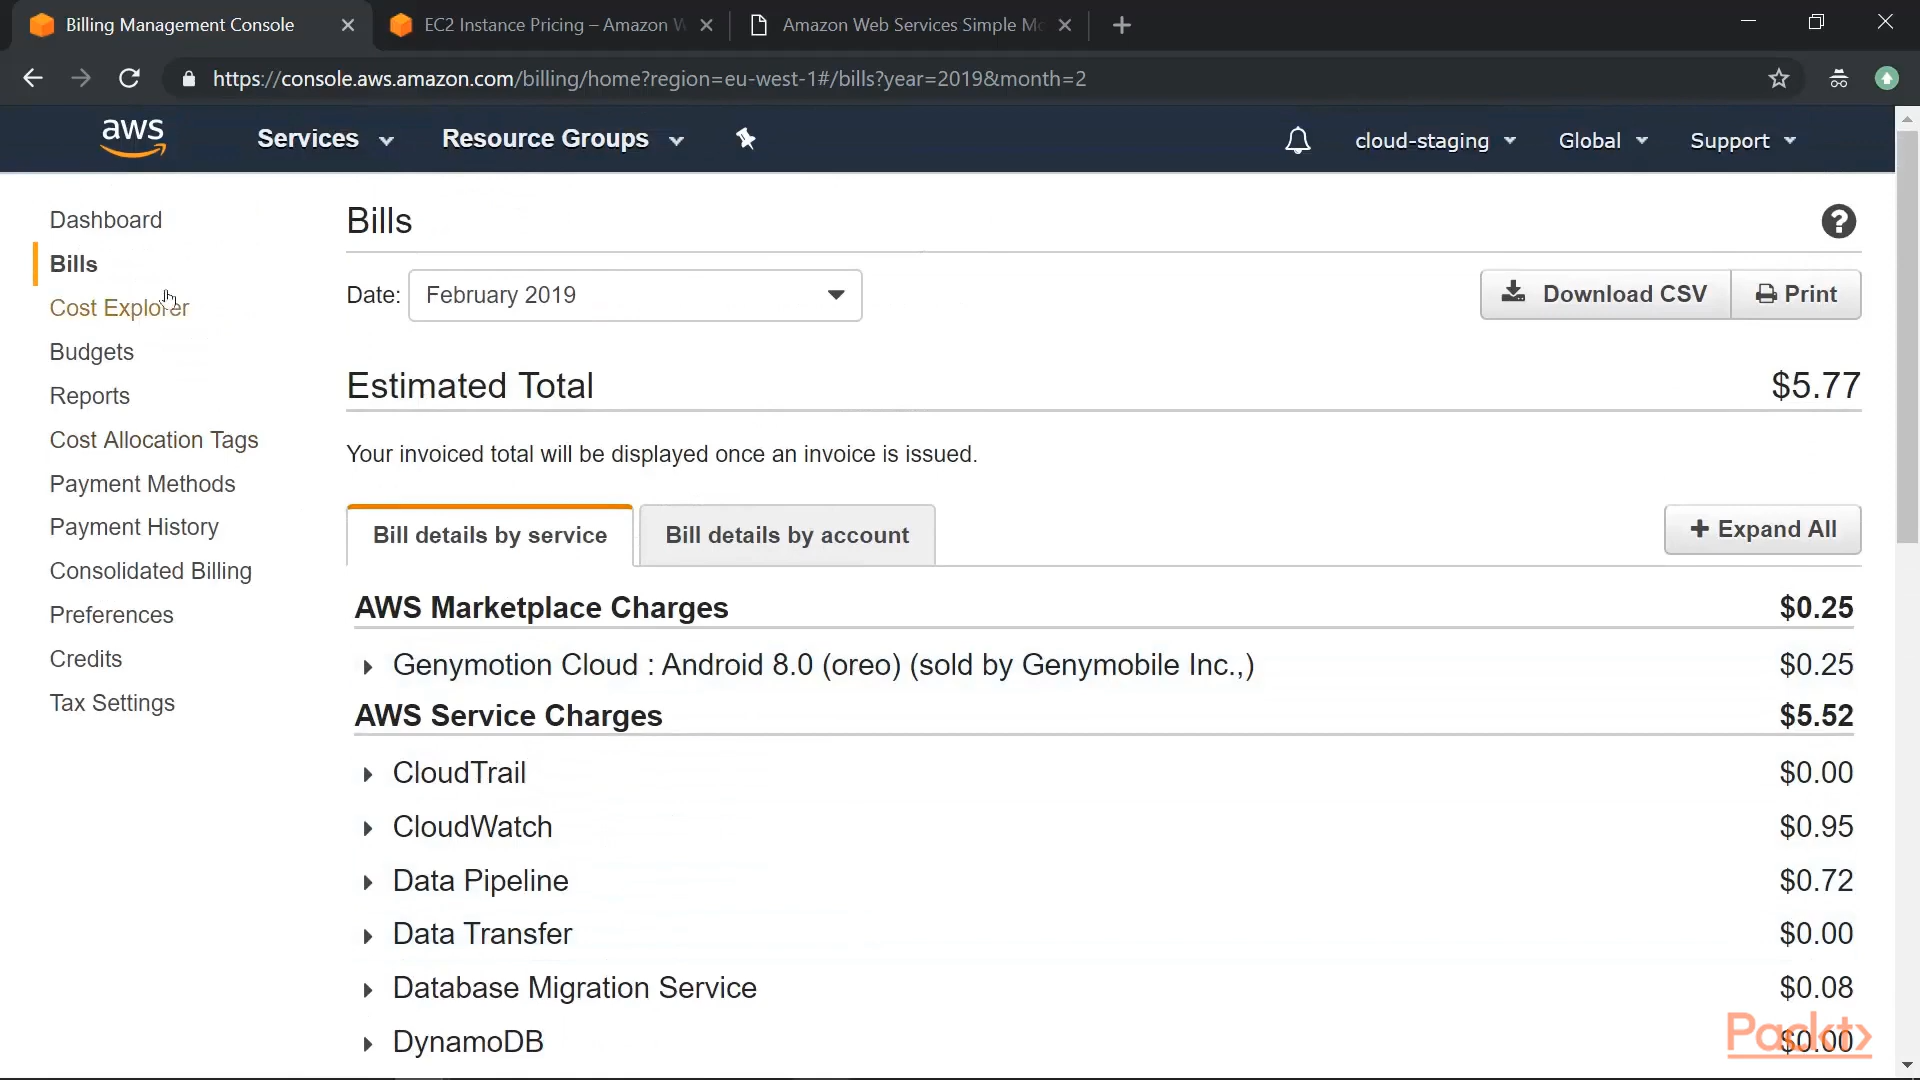 Billing Management Console
EC2 Instance Pricing – Amazon W
Amazon Web Services Simple Mo
https://console.aws.amazon.com/billing/home?region=eu-west-1#/bills?year=2019&month=2
aws
Services
Resource Groups
cloud-staging
Global
Support
Dashboard
Bills
Cost Explorer
Budgets
Reports
Cost Allocation Tags
Payment Methods
Payment History
Consolidated Billing
Preferences
Credits
Tax Settings
Bills
?
Date: February 2019
Download CSV
Print
Estimated Total $5.77
Your invoiced total will be displayed once an invoice is issued.
Bill details by service
Bill details by account
+ Expand All
AWS Marketplace Charges $0.25
Genymotion Cloud : Android 8.0 (oreo) (sold by Genymobile Inc.,) $0.25
AWS Service Charges $5.52
CloudTrail $0.00
CloudWatch $0.95
Data Pipeline $0.72
Data Transfer $0.00
Database Migration Service $0.08
DynamoDB $0.00
Packt>